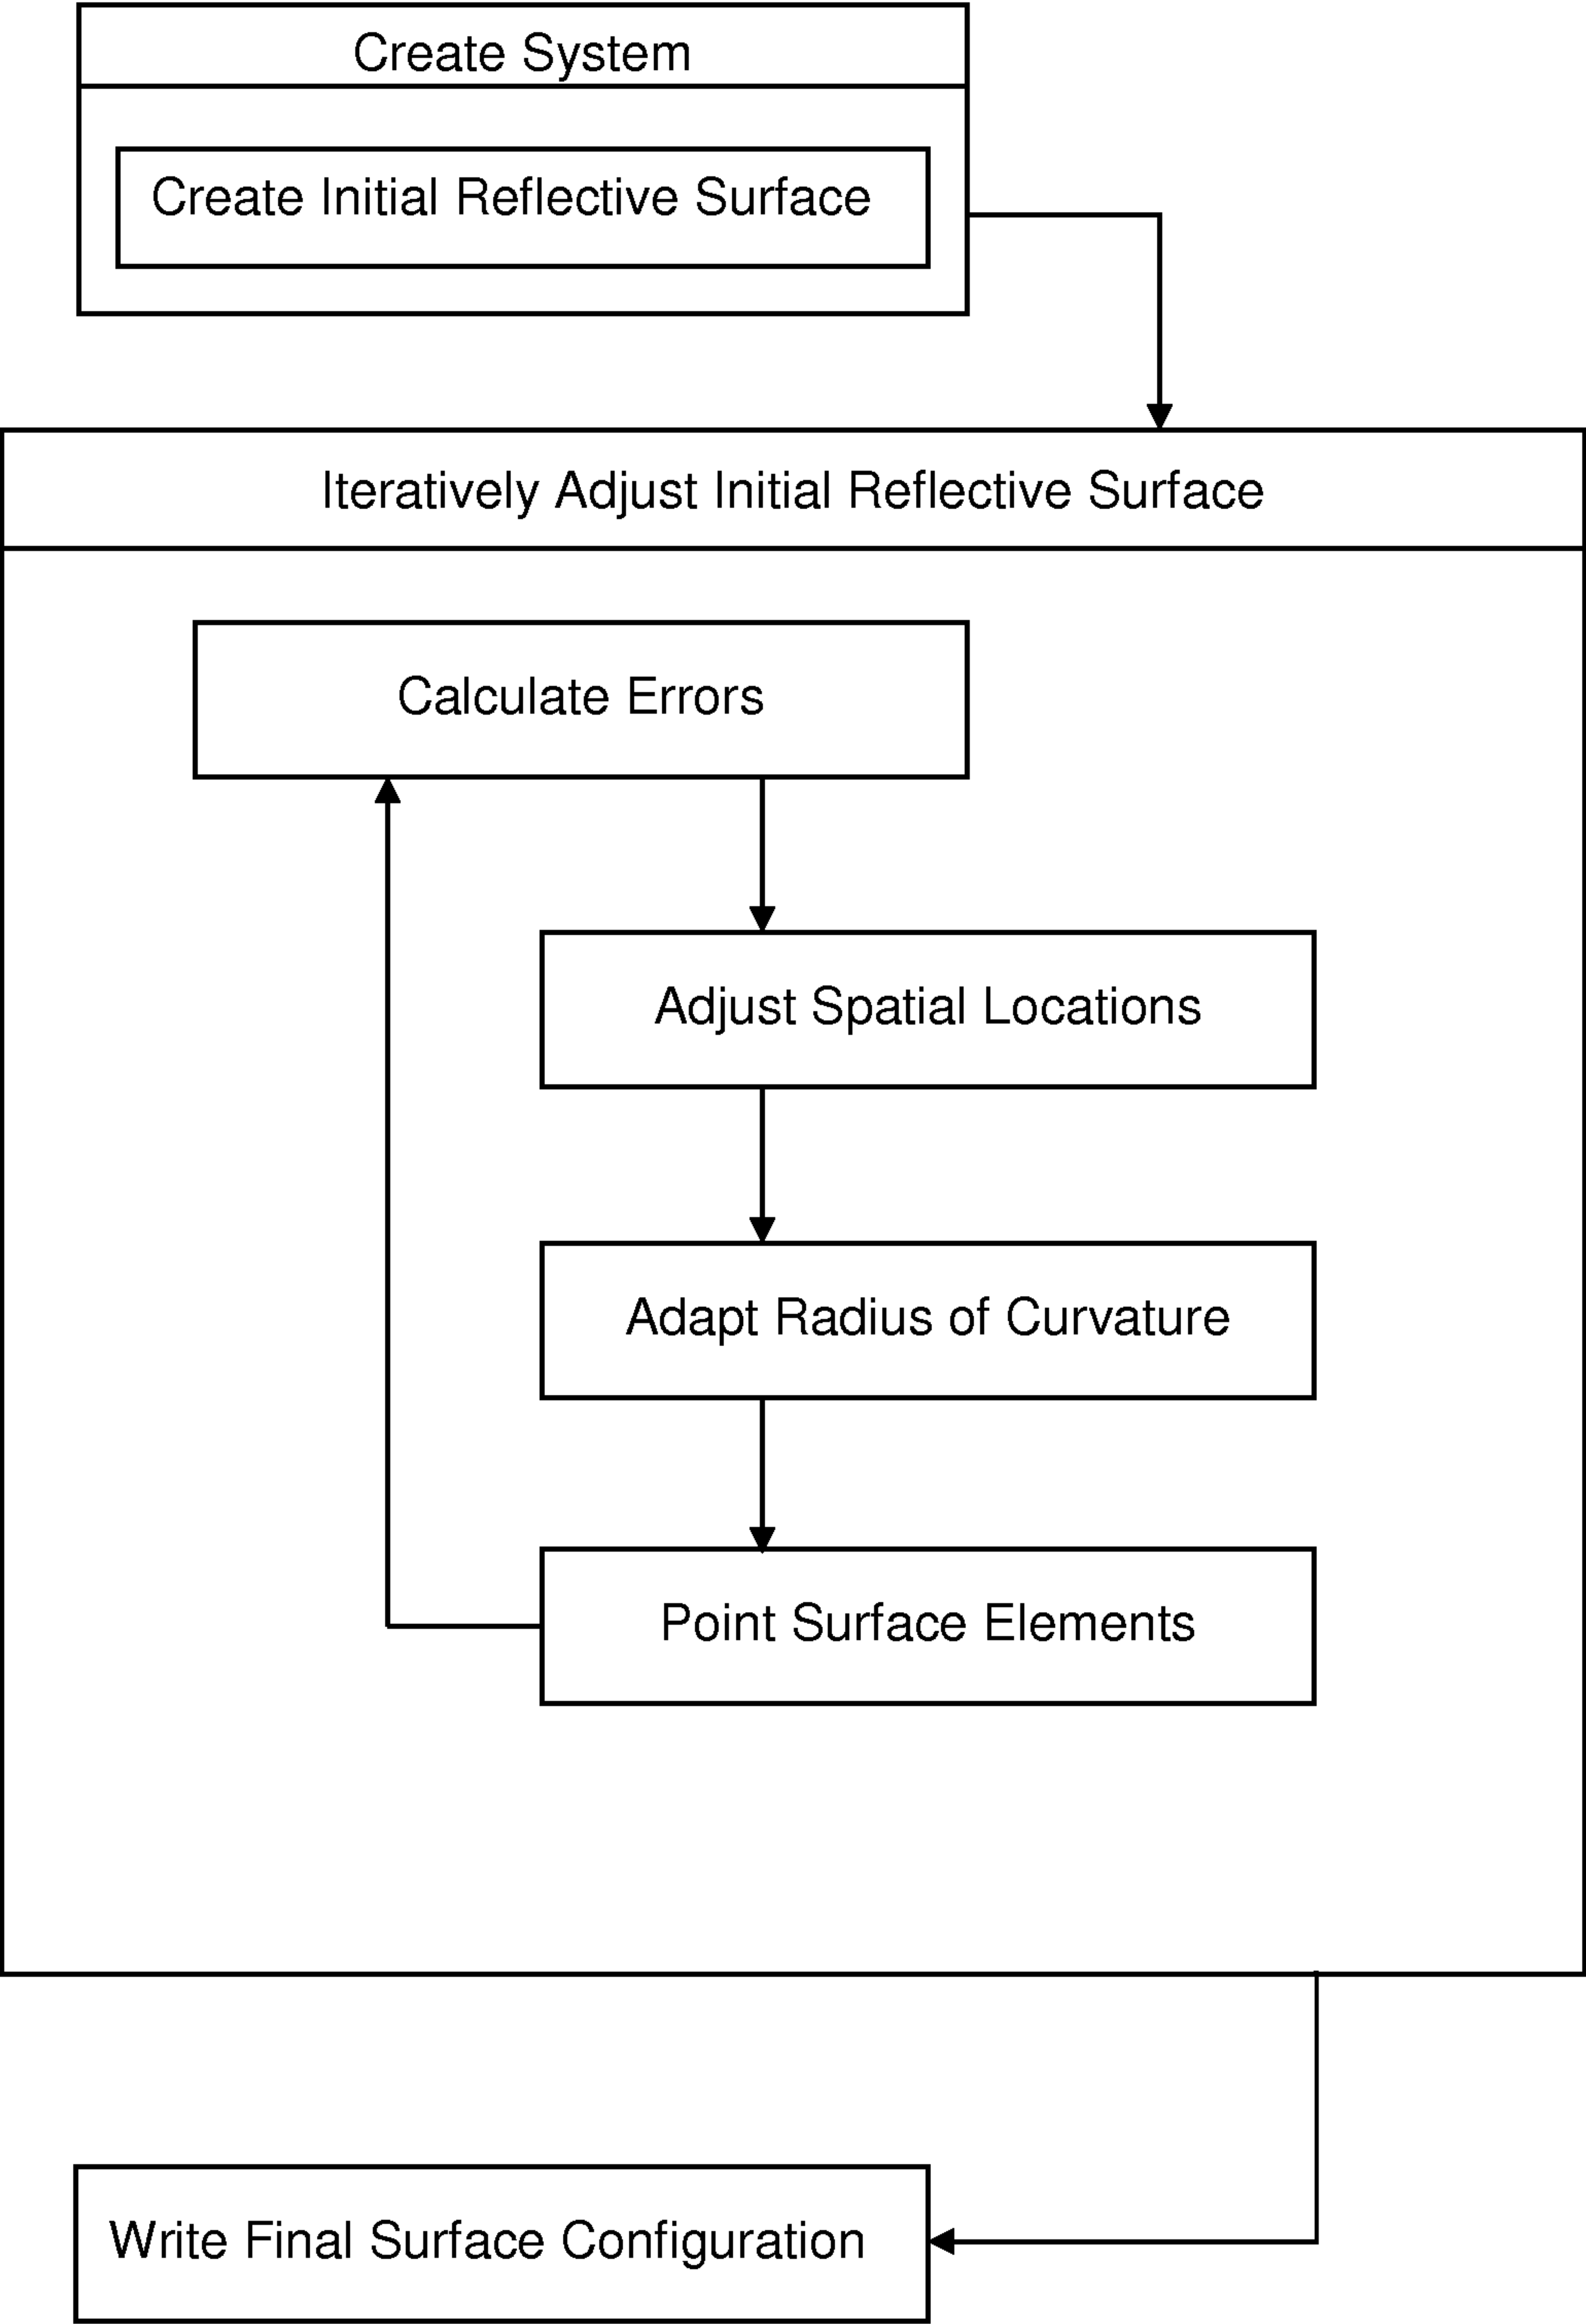 Create System
Create Initial Reflective Surface
Iteratively Adjust Initial Reflective Surface
Calculate Errors
Adjust Spatial Locations
Adapt Radius of Curvature
Point Surface Elements
Write Final Surface Configuration